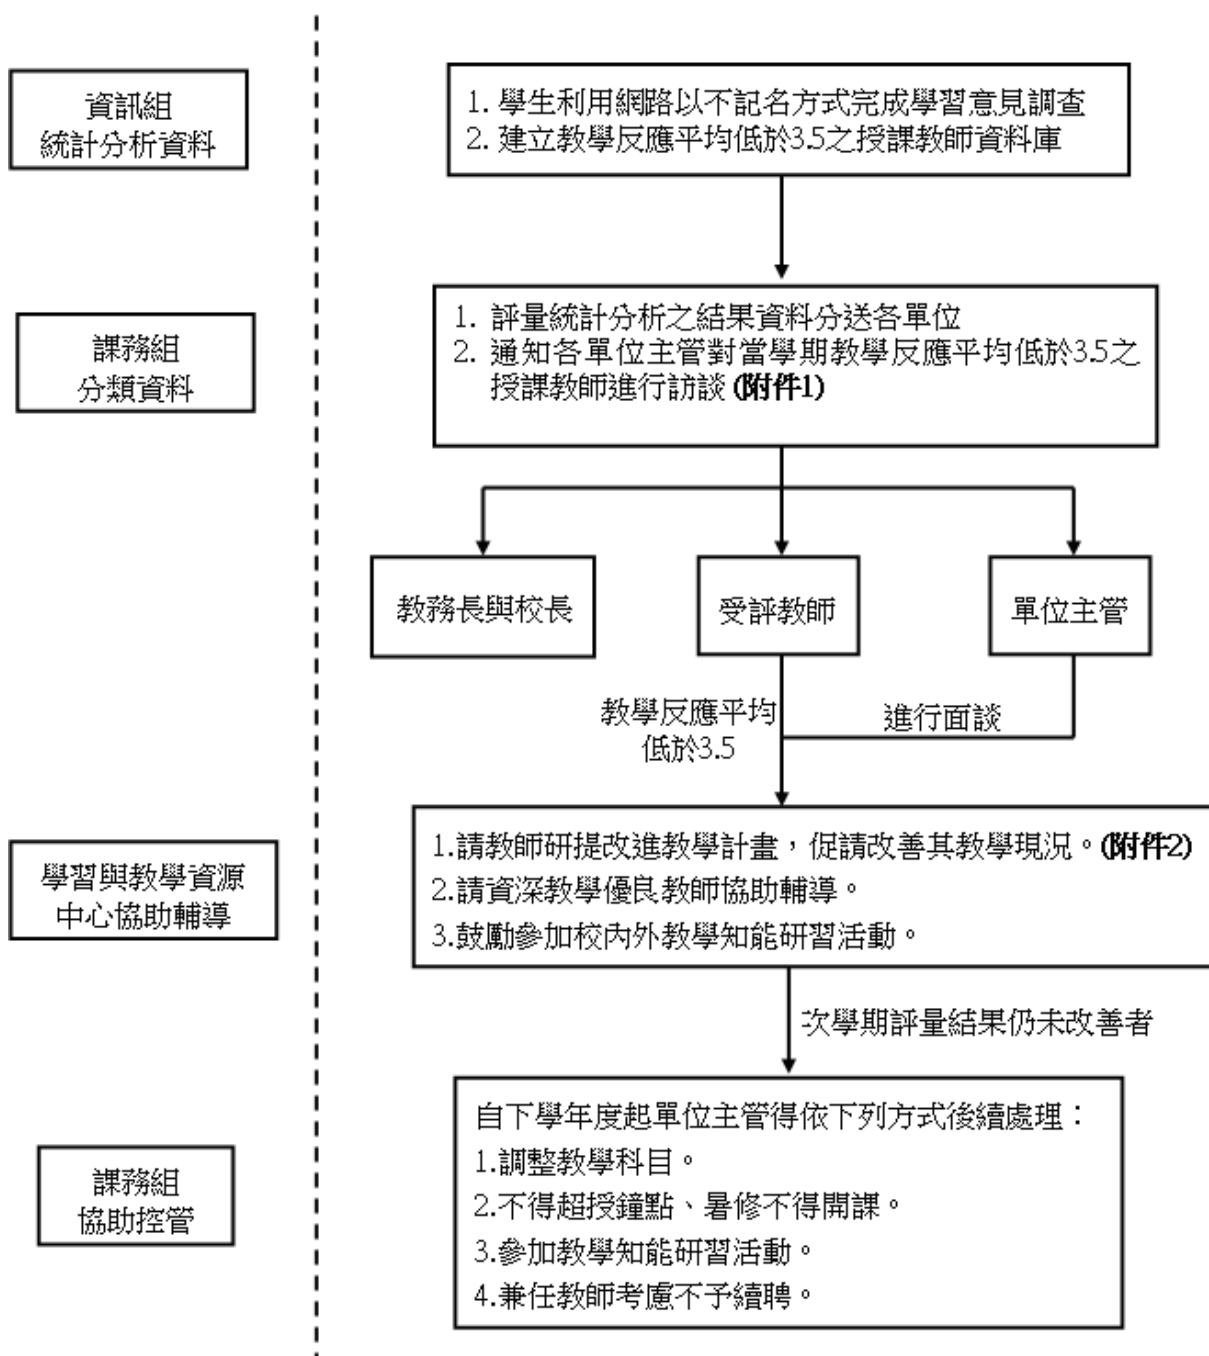 資訊組
統計分析資料
1. 學生利用網路以不記名方式完成學習意見調查
2. 建立教學反應平均低於3.5之授課教師資料庫
課務組
分類資料
1. 評量統計分析之結果資料分送各單位
2. 通知各單位主管對當學期教學反應平均低於3.5之
授課教師進行訪談(附件1)
教務長與校長
受評教師
單位主管
教學反應平均
低於3.5
進行面談
學習與教學資源
中心協助輔導
1.請教師研提改進教學計畫，促請改善其教學現況。(附件2)
2.請資深教學優良教師協助輔導。
3.鼓勵參加校內外教學知能研習活動。
次學期評量結果仍未改善者
課務組
協助控管
自下學年度起單位主管得依下列方式後續處理：
1.調整教學科目。
2.不得超授鐘點、暑修不得開課。
3.參加教學知能研習活動。
4.兼任教師考慮不予續聘。